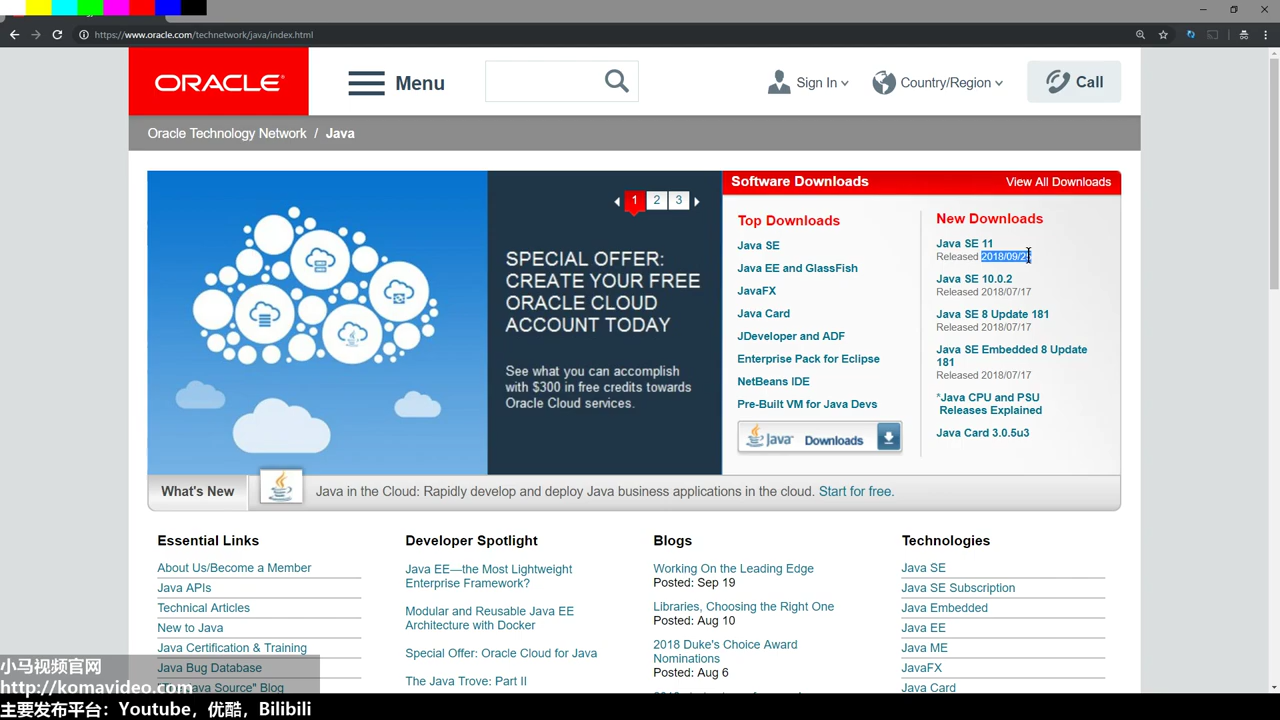 https://www.oracle.com/technetwork/java/index.html
ORACLE
Menu
Sign In
Country/Region
Call
Oracle Technology Network / Java
1 2 3
SPECIAL OFFER:
CREATE YOUR FREE
ORACLE CLOUD
ACCOUNT TODAY
See what you can accomplish
with $300 in free credits towards
Oracle Cloud services.
Software Downloads
View All Downloads
Top Downloads
Java SE
Java EE and GlassFish
JavaFX
Java Card
JDeveloper and ADF
Enterprise Pack for Eclipse
NetBeans IDE
Pre-Built VM for Java Devs
Java Downloads
New Downloads
Java SE 11
Released 2018/09/25
Java SE 10.0.2
Released 2018/07/17
Java SE 8 Update 181
Released 2018/07/17
Java SE Embedded 8 Update
181
Released 2018/07/17
*Java CPU and PSU
Releases Explained
Java Card 3.0.5u3
What's New
Java in the Cloud: Rapidly develop and deploy Java business applications in the cloud. Start for free.
Essential Links
About Us/Become a Member
Java APIs
Technical Articles
New to Java
Java Certification & Training
Java Bug Database
Java Source" Blog
Developer Spotlight
Java EE—the Most Lightweight
Enterprise Framework?
Modular and Reusable Java EE
Architecture with Docker
Special Offer: Oracle Cloud for Java
The Java Trove: Part II
Blogs
Working On the Leading Edge
Posted: Sep 19
Libraries, Choosing the Right One
Posted: Aug 10
2018 Duke's Choice Award
Nominations
Posted: Aug 6
Technologies
Java SE
Java SE Subscription
Java Embedded
Java EE
Java ME
JavaFX
Java Card
小马视频官网
http://komavideo.com
主要发布平台：Youtube，优酷，Bilibili